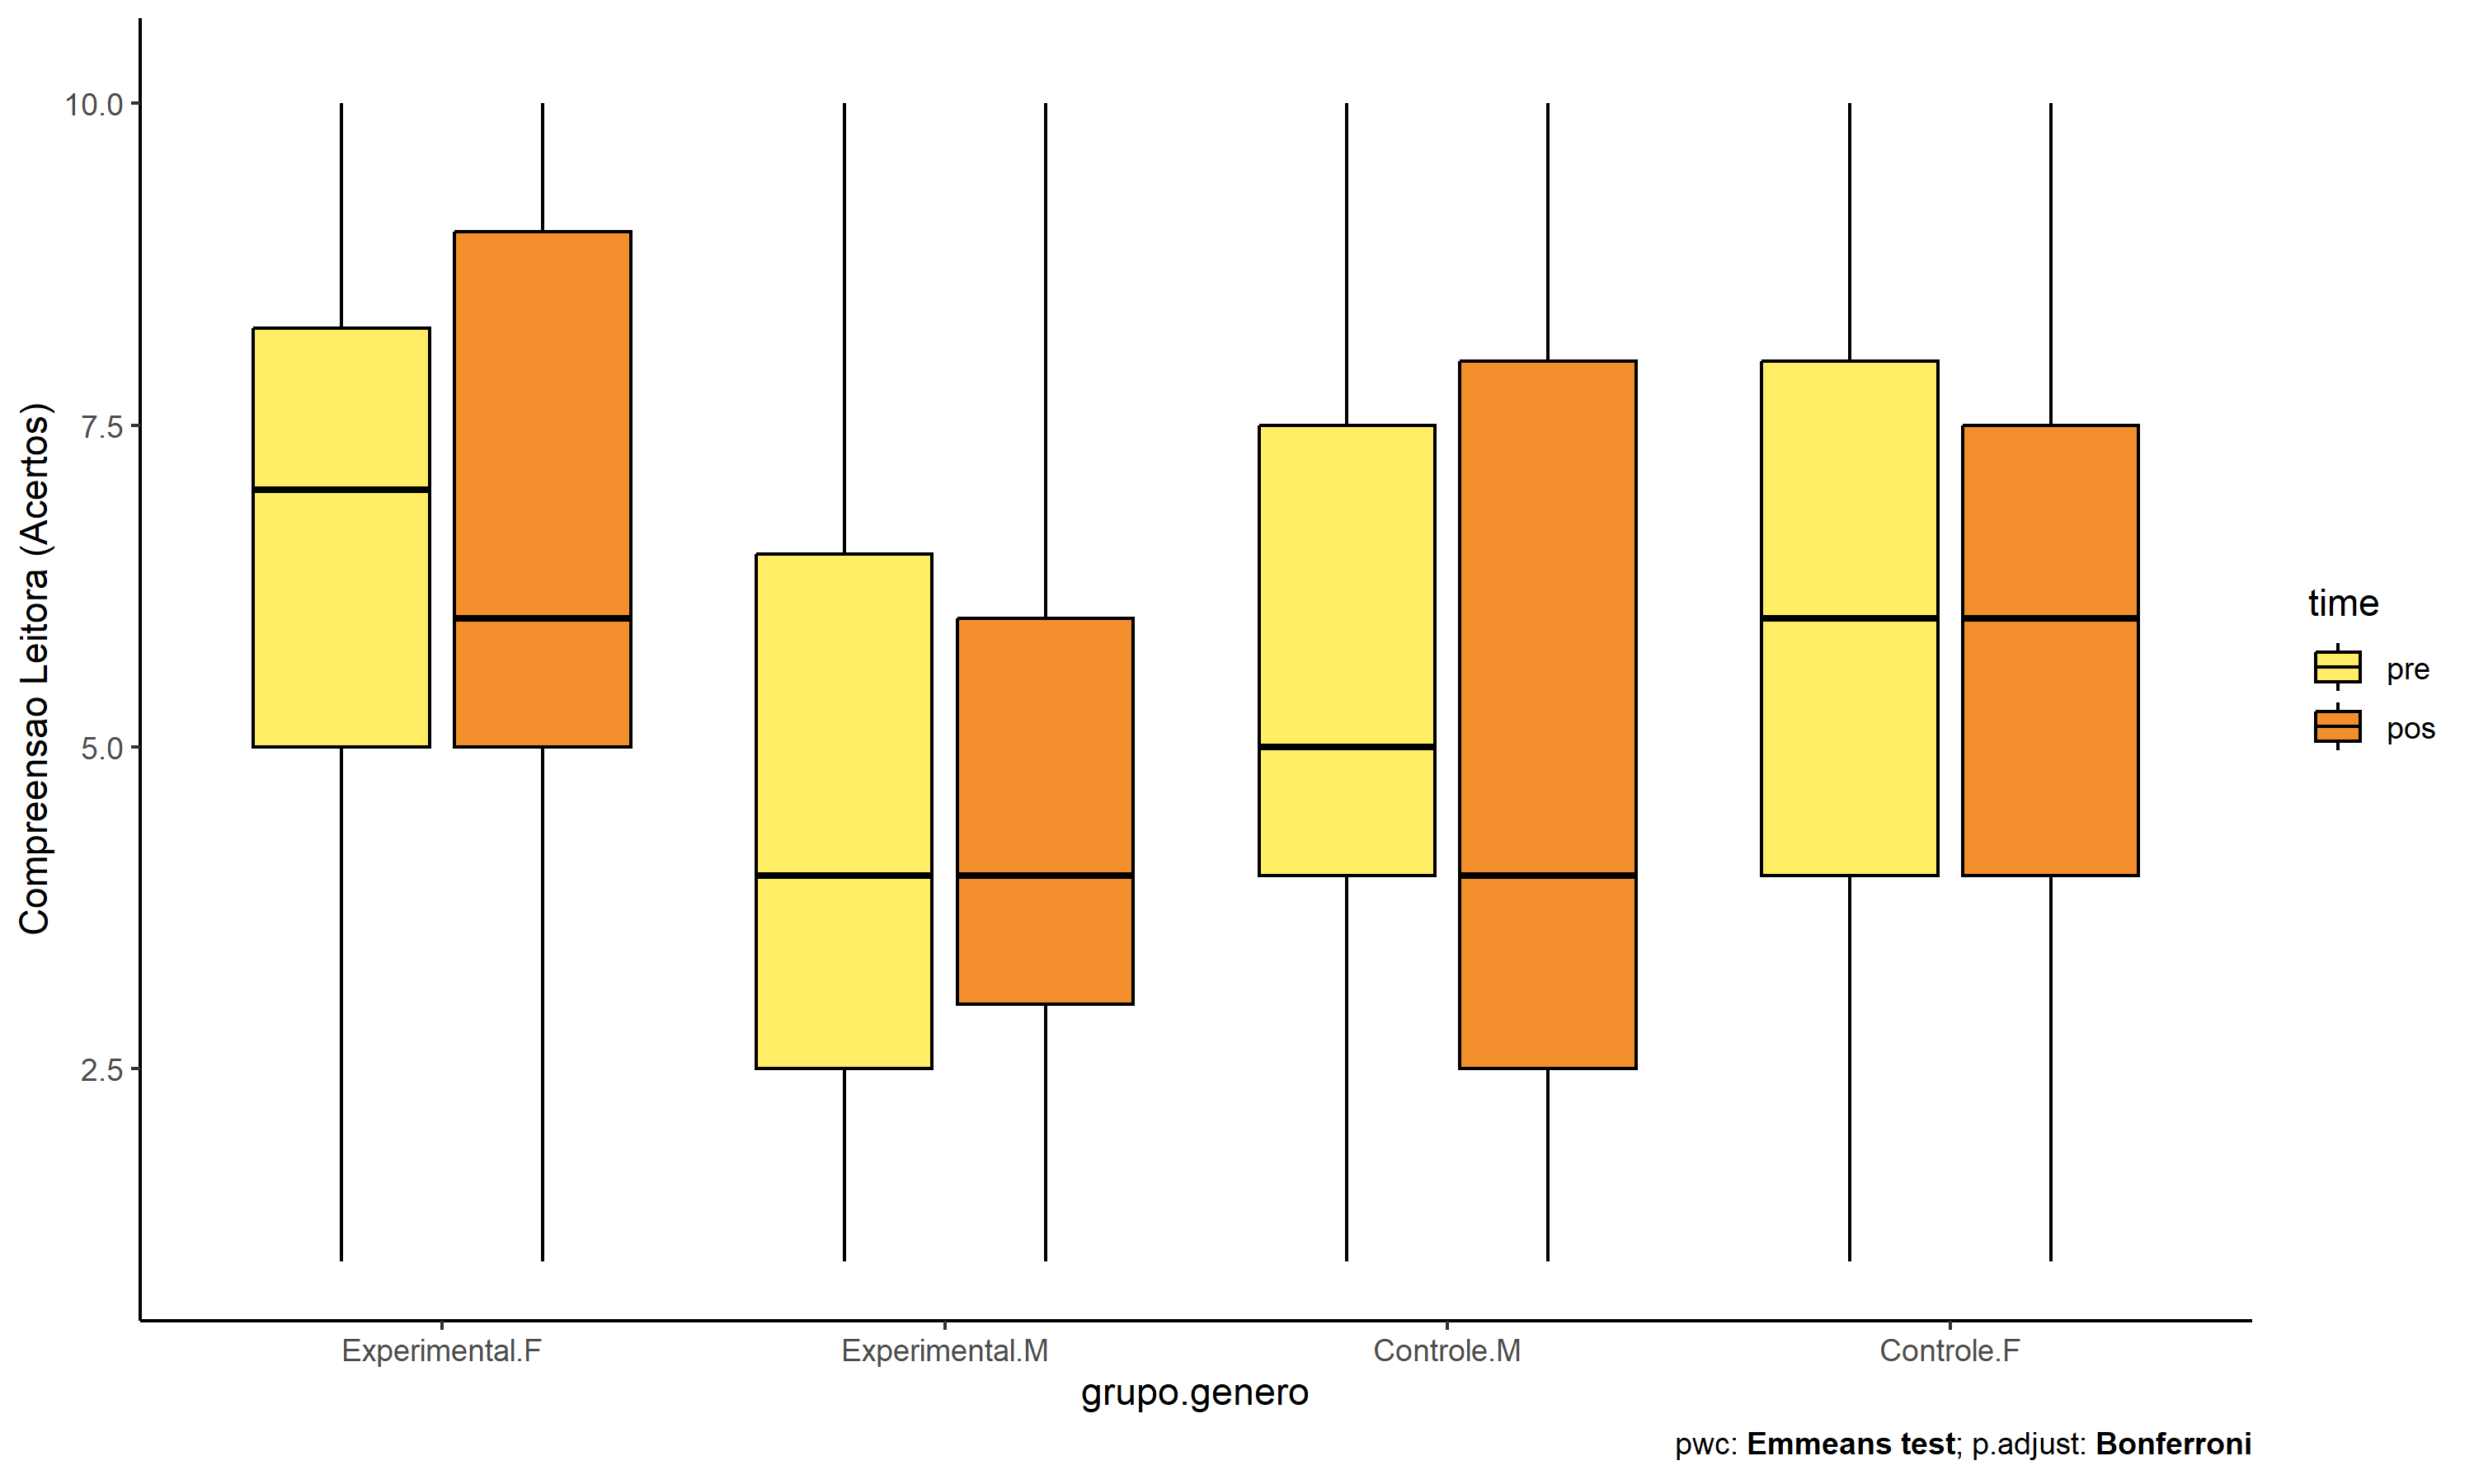 Compreensao Leitora (Acertos)
10.0
7.5
5.0
2.5
Experimental.F
Experimental.M
Controle.M
Controle.F
grupo.genero
time
pre
pos
pwc: Emmeans test; p.adjust: Bonferroni